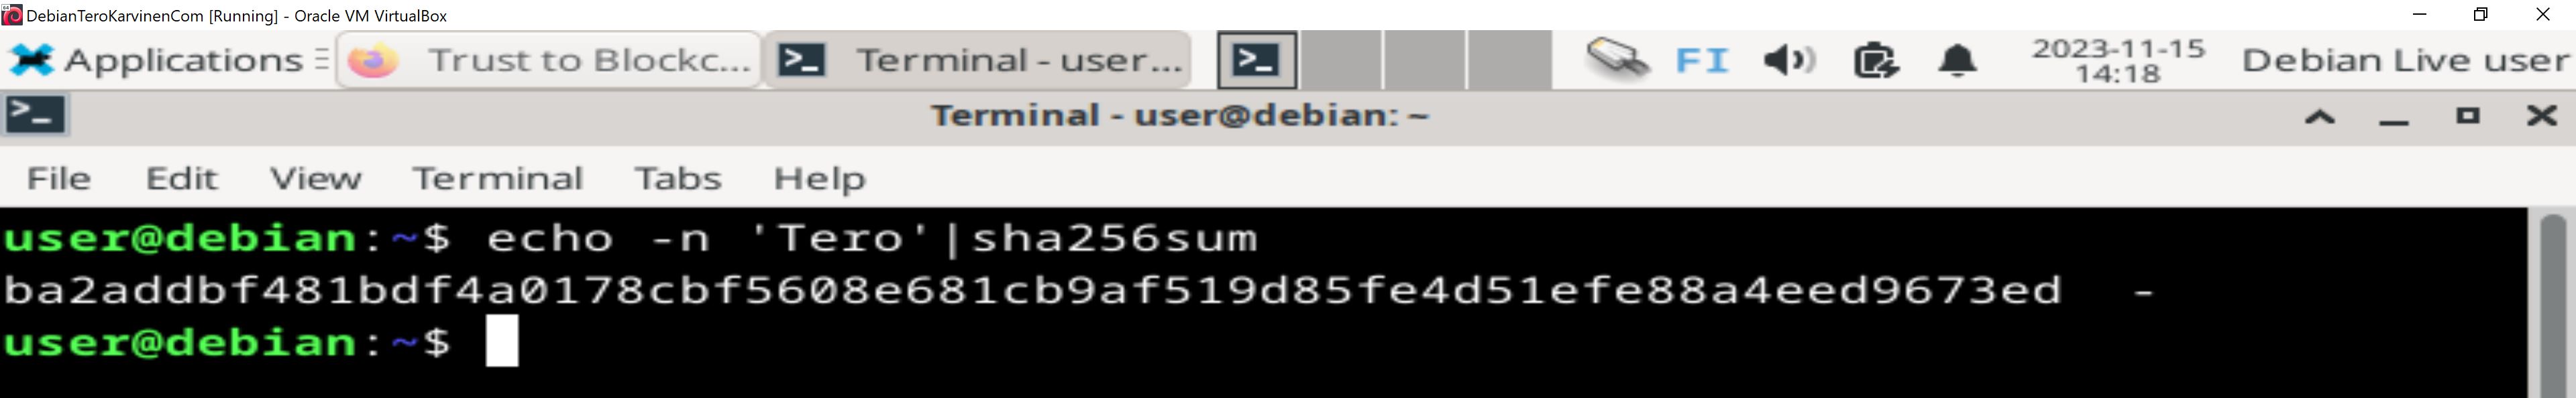 DebianTeroKarvinenCom [Running] - Oracle VM VirtualBox
Applications Trust to Blockc... Terminal - user... FI 2023-11-15 14:18 Debian Live user
Terminal - user@debian: ~
File Edit View Terminal Tabs Help
user@debian:~$ echo -n 'Tero'|sha256sum
ba2addbf481bdf4a0178cbf5608e681cb9af519d85fe4d51efe88a4eed9673ed  -
user@debian:~$